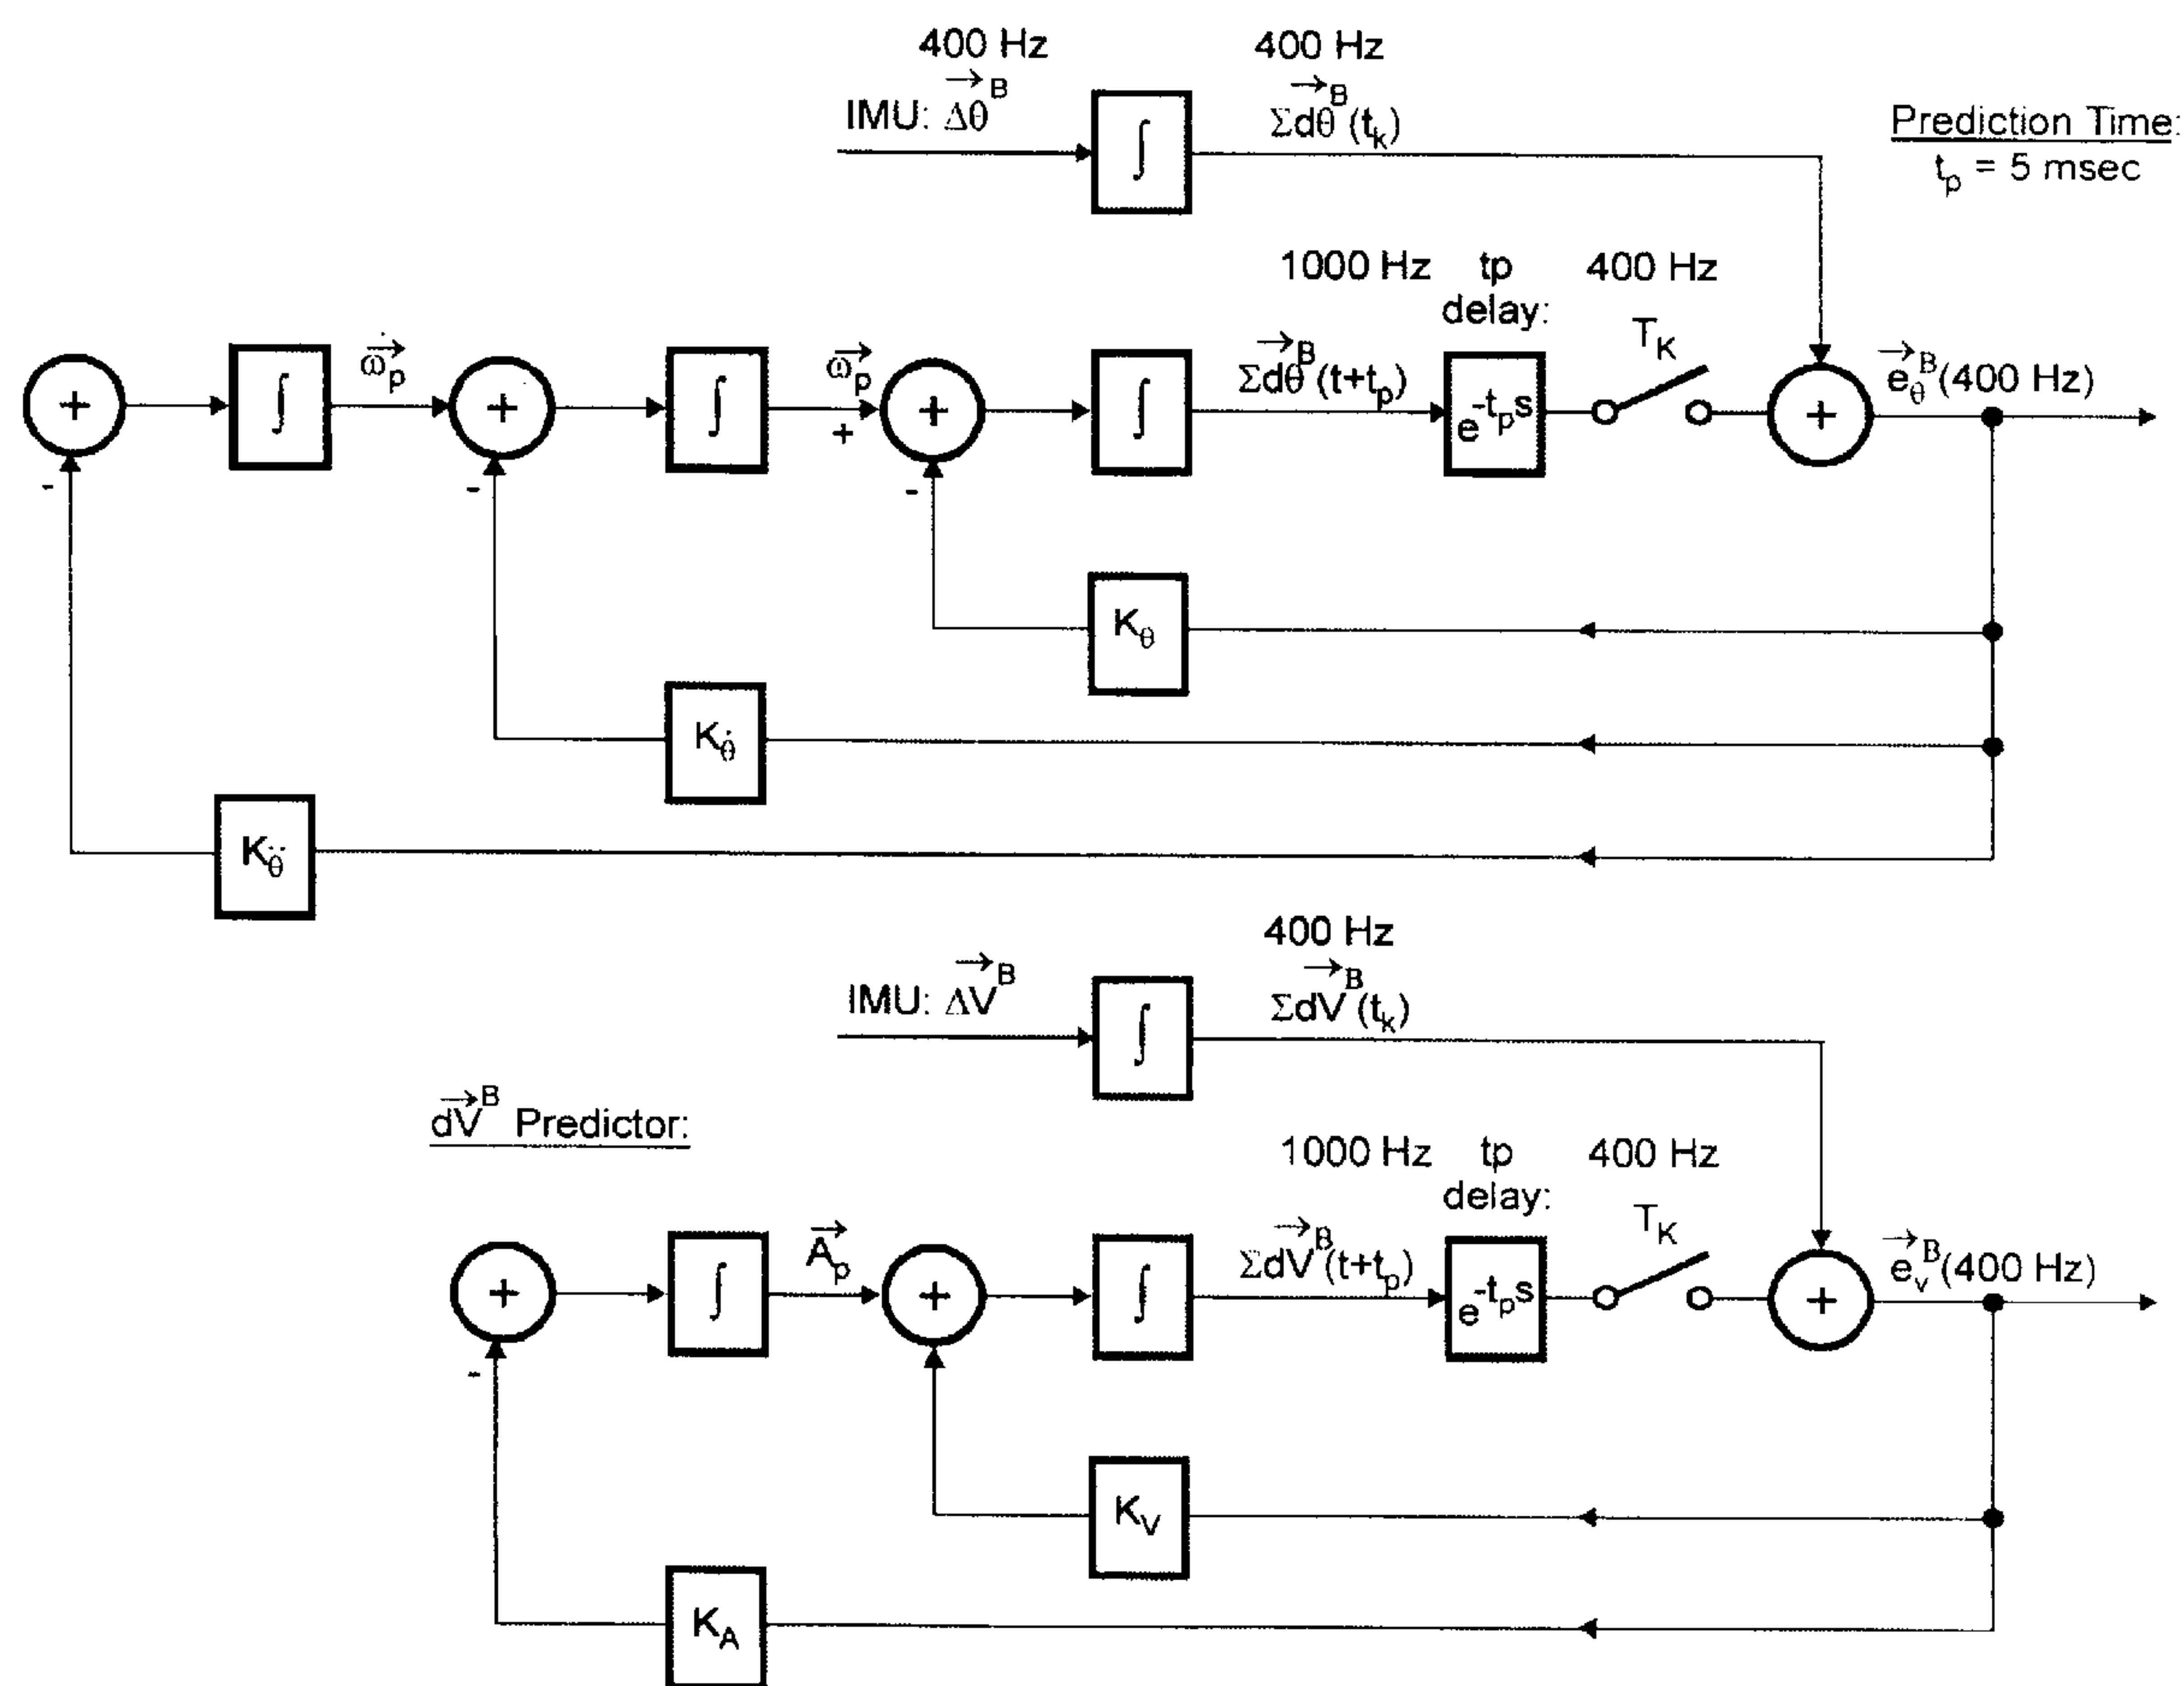 400 Hz
IMU: Δθ→B
∫
400 Hz
Σdθ→B(tk)
Prediction Time:
tp = 5 msec
1000 Hz
tp
delay:
400 Hz
TK
+
∫
ω̇p→
+
∫
ωp→
+
+
∫
Σdθ→B(t+tp)
e-tps
+
eθ→B(400 Hz)
-
-
-
Kθ
Kθ̇
Kθ̈
IMU: ΔV→B
∫
400 Hz
ΣdV→B(tk)
dV→B Predictor:
1000 Hz
tp
delay:
400 Hz
TK
+
∫
Ap→
+
∫
ΣdV→B(t+tp)
e-tps
+
ev→B(400 Hz)
-
KV
KA